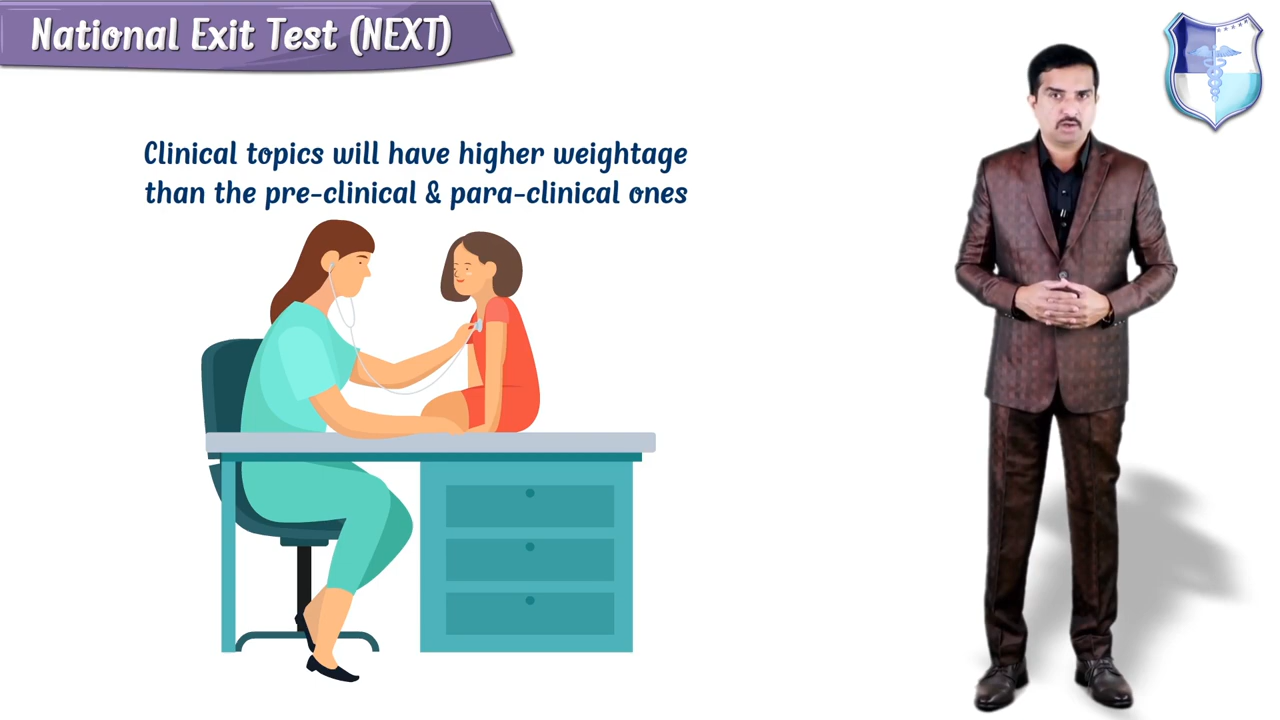 National Exit Test (NEXT)
Clinical topics will have higher weightage
than the pre-clinical & para-clinical ones